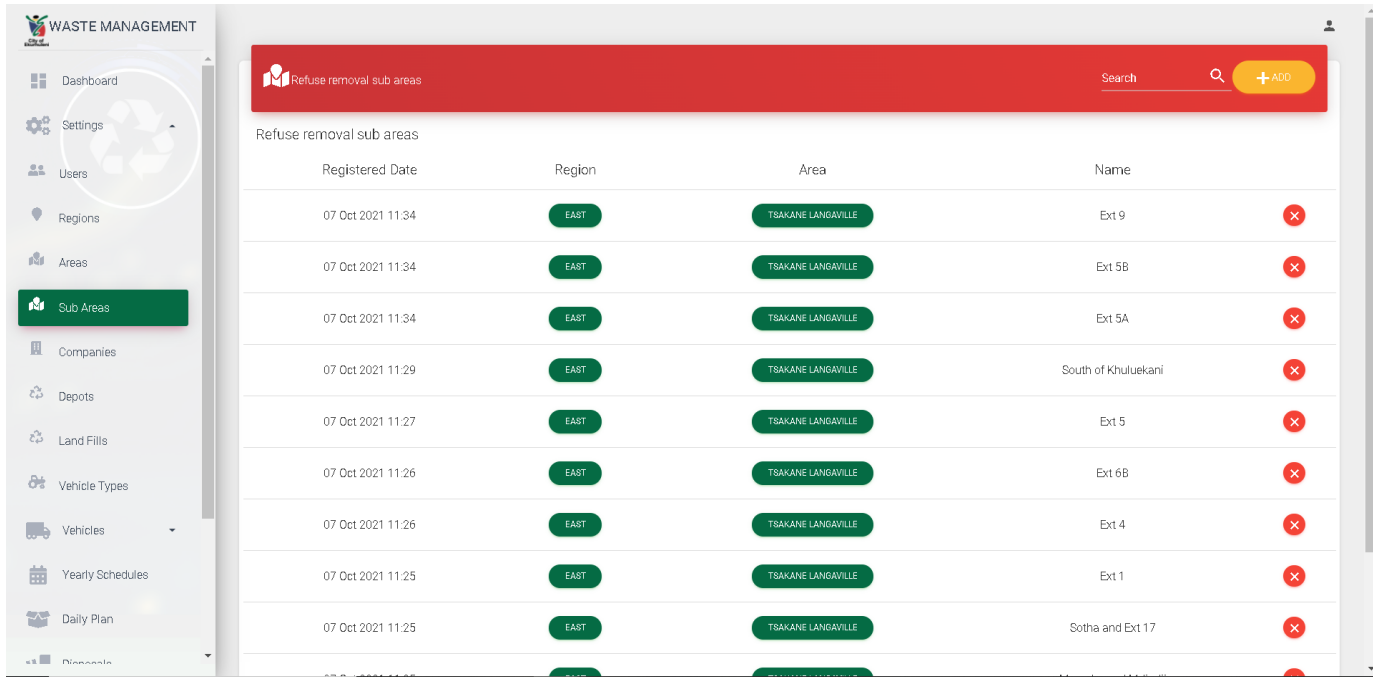 WASTE MANAGEMENT
City of
Dashboard
Settings
Users
Regions
Areas
Sub Areas
Companies
Depots
Land Fills
Vehicle Types
Vehicles
Yearly Schedules
Daily Plan
Disposals
Refuse removal sub areas
Search
ADD
Refuse removal sub areas
Registered Date Region Area Name
07 Oct 2021 11:34 EAST TSAKANE LANGAVILLE Ext 9
07 Oct 2021 11:34 EAST TSAKANE LANGAVILLE Ext 5B
07 Oct 2021 11:34 EAST TSAKANE LANGAVILLE Ext 5A
07 Oct 2021 11:29 EAST TSAKANE LANGAVILLE South of Khuluekani
07 Oct 2021 11:27 EAST TSAKANE LANGAVILLE Ext 5
07 Oct 2021 11:26 EAST TSAKANE LANGAVILLE Ext 6B
07 Oct 2021 11:26 EAST TSAKANE LANGAVILLE Ext 4
07 Oct 2021 11:25 EAST TSAKANE LANGAVILLE Ext 1
07 Oct 2021 11:25 EAST TSAKANE LANGAVILLE Sotha and Ext 17